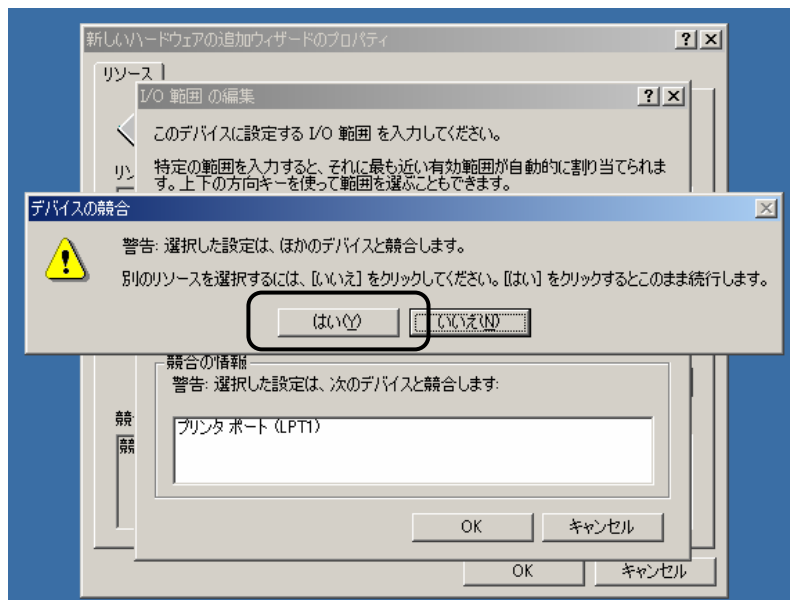 新しいハードウェアの追加ウィザードのプロパティ
リソース
I/O 範囲 の編集
このデバイスに設定する I/O 範囲 を入力してください。
特定の範囲を入力すると、それに最も近い有効範囲が自動的に割り当てられま
す。上下の方向キーを使って範囲を選ぶこともできます。
デバイスの競合
警告: 選択した設定は、ほかのデバイスと競合します。
別のリソースを選択するには、[いいえ] をクリックしてください。[はい] をクリックするとこのまま続行します。
はい(Y) いいえ(N)
競合の情報
警告: 選択した設定は、次のデバイスと競合します:
プリンタ ポート (LPT1)
OK キャンセル
OK キャンセル